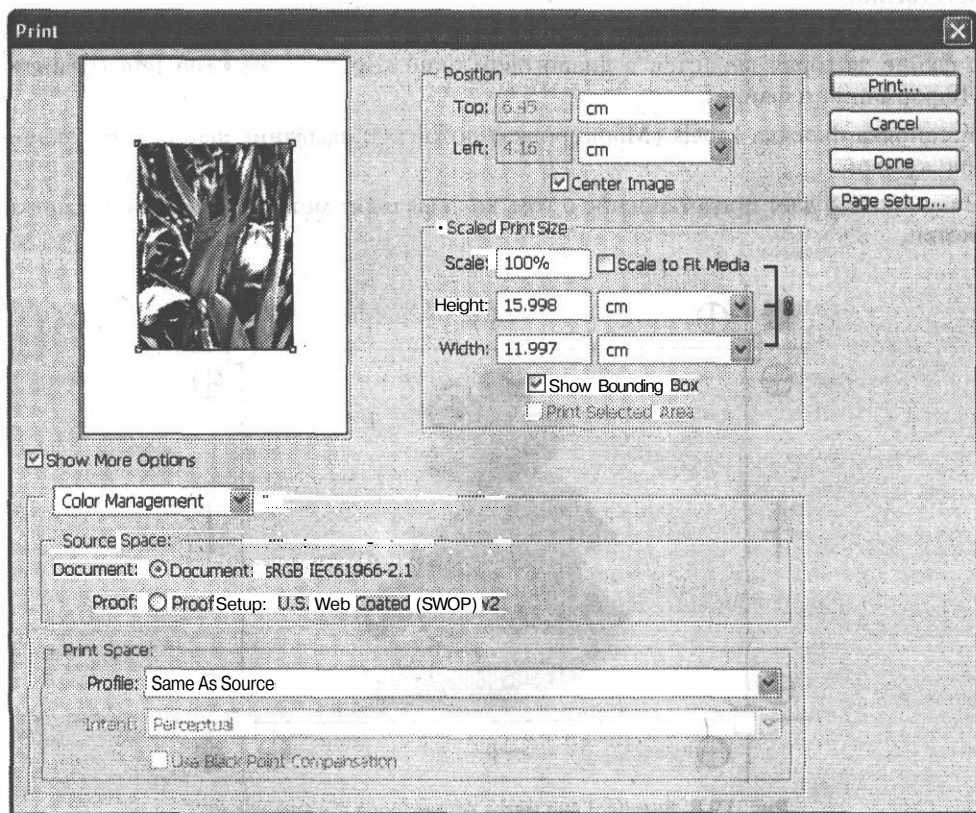 Print
Position
Top: 6.45 cm
Left: 4.16 cm
Center Image
Print...
Cancel
Done
Page Setup...
Scaled Print Size
Scale: 100% Scale to Fit Media
Height: 15.998 cm
Width: 11.997 cm
Show Bounding Box
Print Selected Area
Show More Options
Color Management
Source Space:
Document: Document: sRGB IEC61966-2.1
Proof: Proof Setup: U.S. Web Coated (SWOP) v2
Print Space:
Profile: Same As Source
Intent: Perceptual
Use Black Point Compensation